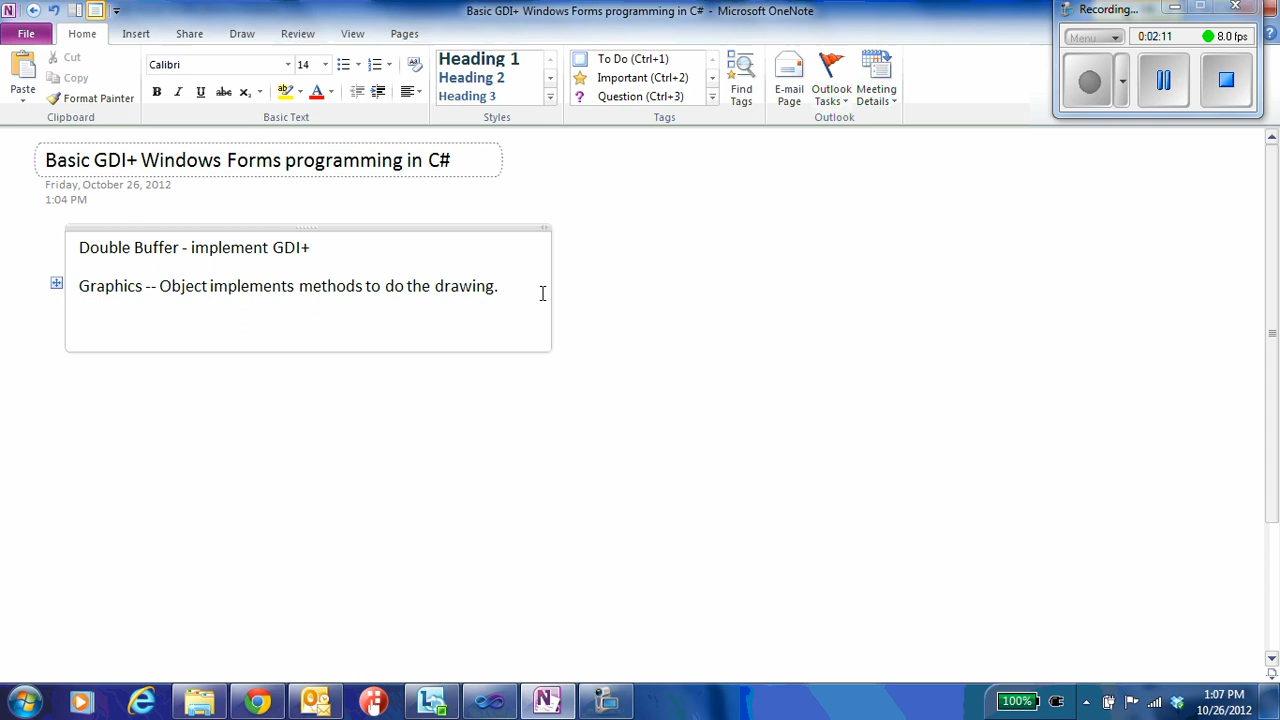 Basic GDI+ Windows Forms programming in C# - Microsoft OneNote
Recording...
File Home Insert Share Draw Review View Pages
Menu 0:02:11 8.0 fps
Paste
Cut
Copy
Format Painter
Clipboard
Calibri 14
B I U abc X₂ ab A
Basic Text
Heading 1
Heading 2
Heading 3
Styles
To Do (Ctrl+1)
Important (Ctrl+2)
Question (Ctrl+3)
Tags
Find
Tags
E-mail
Page
Outlook
Tasks
Meeting
Details
Outlook
Basic GDI+ Windows Forms programming in C#
Friday, October 26, 2012
1:04 PM
Double Buffer - implement GDI+
Graphics -- Object implements methods to do the drawing.
100%
1:07 PM
10/26/2012